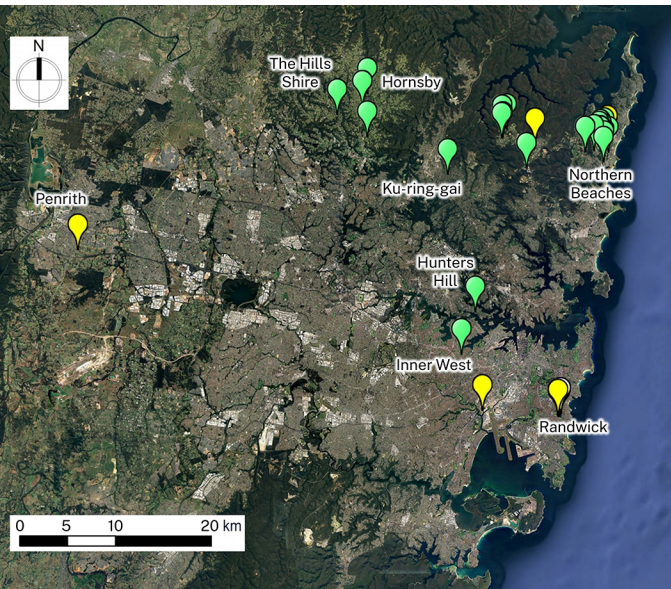 N
The Hills
Shire
Hornsby
Ku-ring-gai
Northern
Beaches
Penrith
Hunters
Hill
Inner West
Randwick
0 5 10 20 km